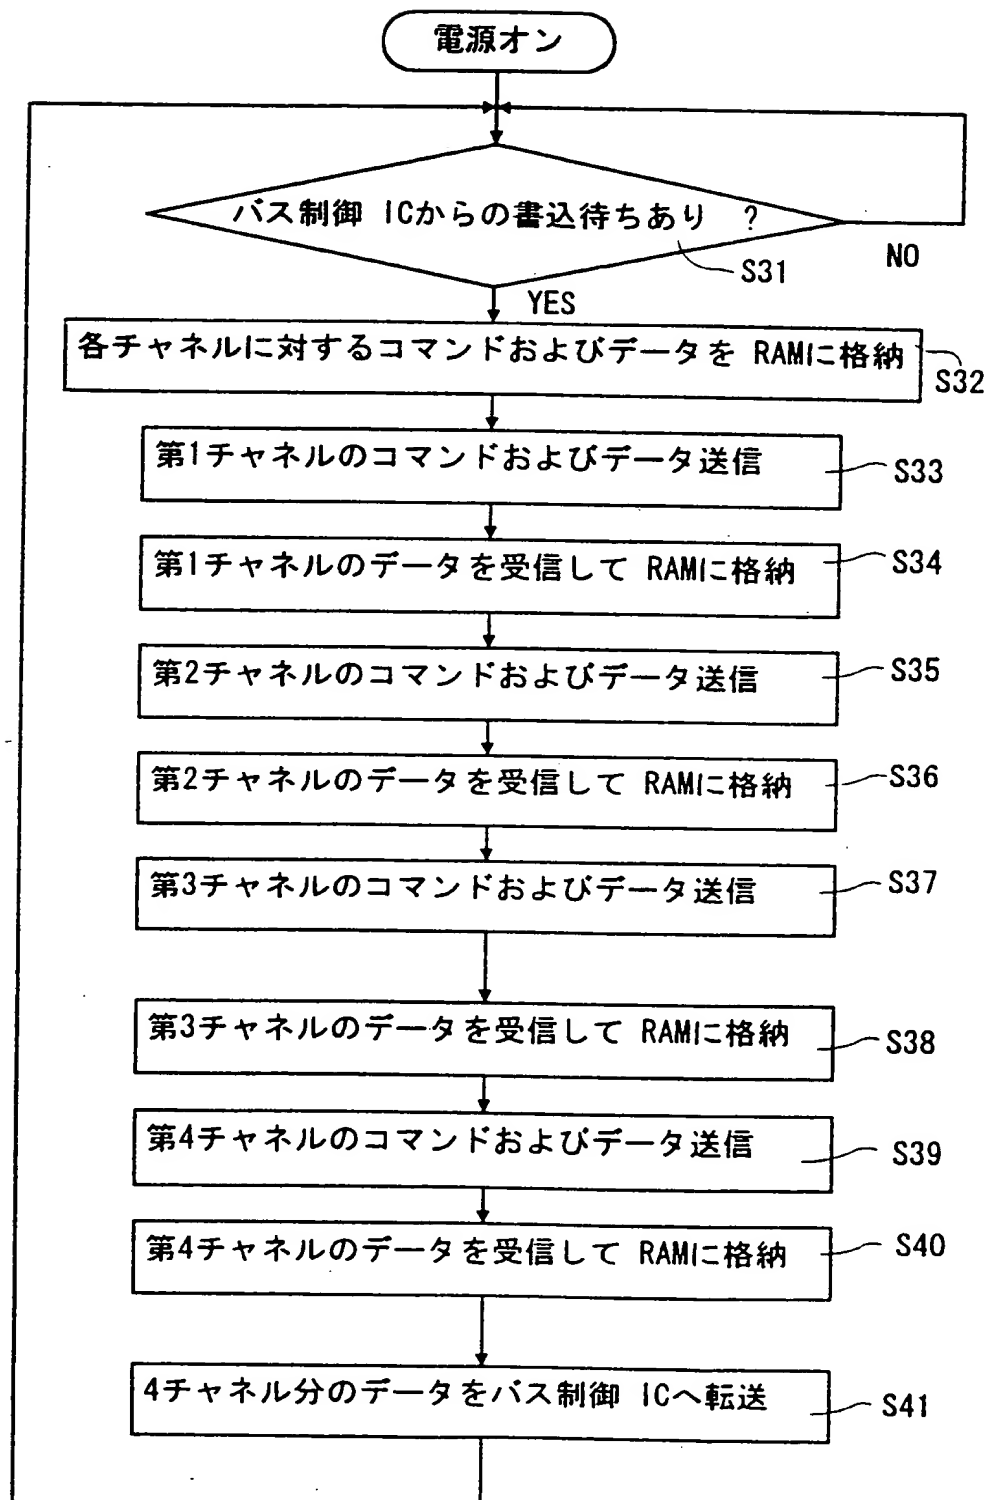 電源オン
バス制御 ICからの書込待ちあり ?
S31
NO
YES
各チャネルに対するコマンドおよびデータを RAMに格納
S32
第1チャネルのコマンドおよびデータ送信
S33
第1チャネルのデータを受信して RAMに格納
S34
第2チャネルのコマンドおよびデータ送信
S35
第2チャネルのデータを受信して RAMに格納
S36
第3チャネルのコマンドおよびデータ送信
S37
第3チャネルのデータを受信して RAMに格納
S38
第4チャネルのコマンドおよびデータ送信
S39
第4チャネルのデータを受信して RAMに格納
S40
4チャネル分のデータをバス制御 ICへ転送
S41